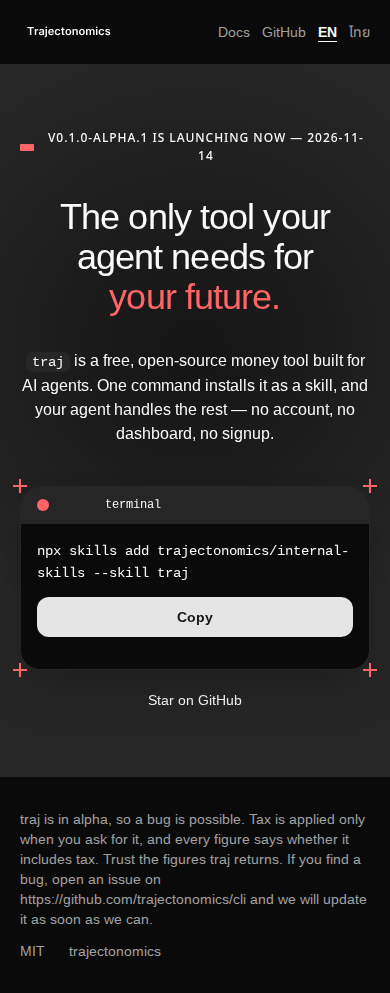 Trajectonomics
Docs GitHub EN ไทย
V0.1.0-ALPHA.1 IS LAUNCHING NOW — 2026-11-
14
The only tool your
agent needs for
your future.
traj is a free, open-source money tool built for
AI agents. One command installs it as a skill, and
your agent handles the rest — no account, no
dashboard, no signup.
terminal
npx skills add trajectonomics/internal-
skills --skill traj
Copy
Star on GitHub
traj is in alpha, so a bug is possible. Tax is applied only
when you ask for it, and every figure says whether it
includes tax. Trust the figures traj returns. If you find a
bug, open an issue on
https://github.com/trajectonomics/cli and we will update
it as soon as we can.
MIT trajectonomics